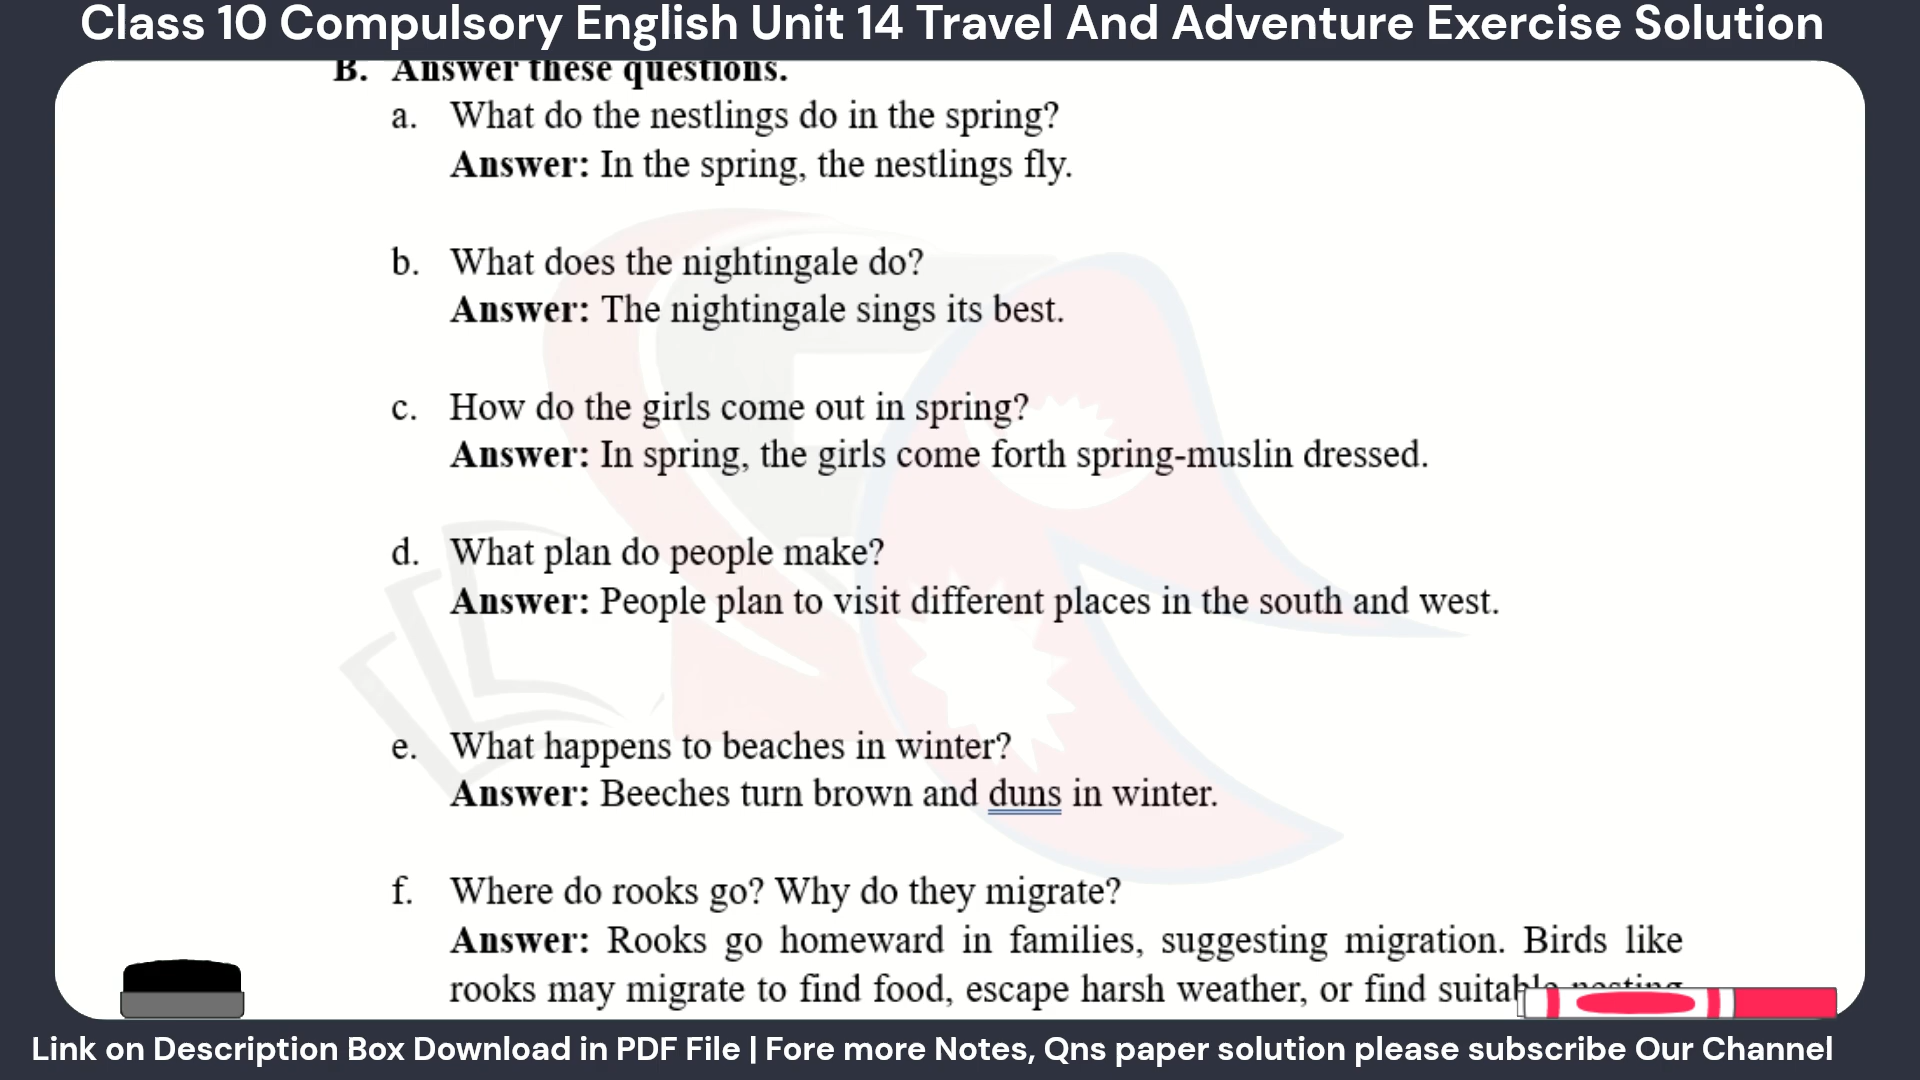 Class 10 Compulsory English Unit 14 Travel And Adventure Exercise Solution
B. Answer these questions.
a. What do the nestlings do in the spring?
Answer: In the spring, the nestlings fly.
b. What does the nightingale do?
Answer: The nightingale sings its best.
c. How do the girls come out in spring?
Answer: In spring, the girls come forth spring-muslin dressed.
d. What plan do people make?
Answer: People plan to visit different places in the south and west.
e. What happens to beaches in winter?
Answer: Beeches turn brown and duns in winter.
f. Where do rooks go? Why do they migrate?
Answer: Rooks go homeward in families, suggesting migration. Birds like
rooks may migrate to find food, escape harsh weather, or find suitable nesting
Link on Description Box Download in PDF File | Fore more Notes, Qns paper solution please subscribe Our Channel